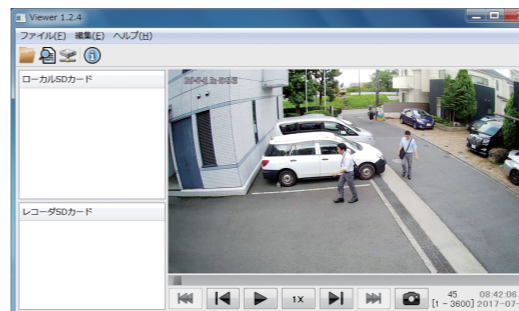 Viewer 1.2.4
ファイル(F) 編集(E) ヘルプ(H)
ローカルSDカード
レコーダSDカード
1X
45 08:42:06
[1 - 3600] 2017-07-